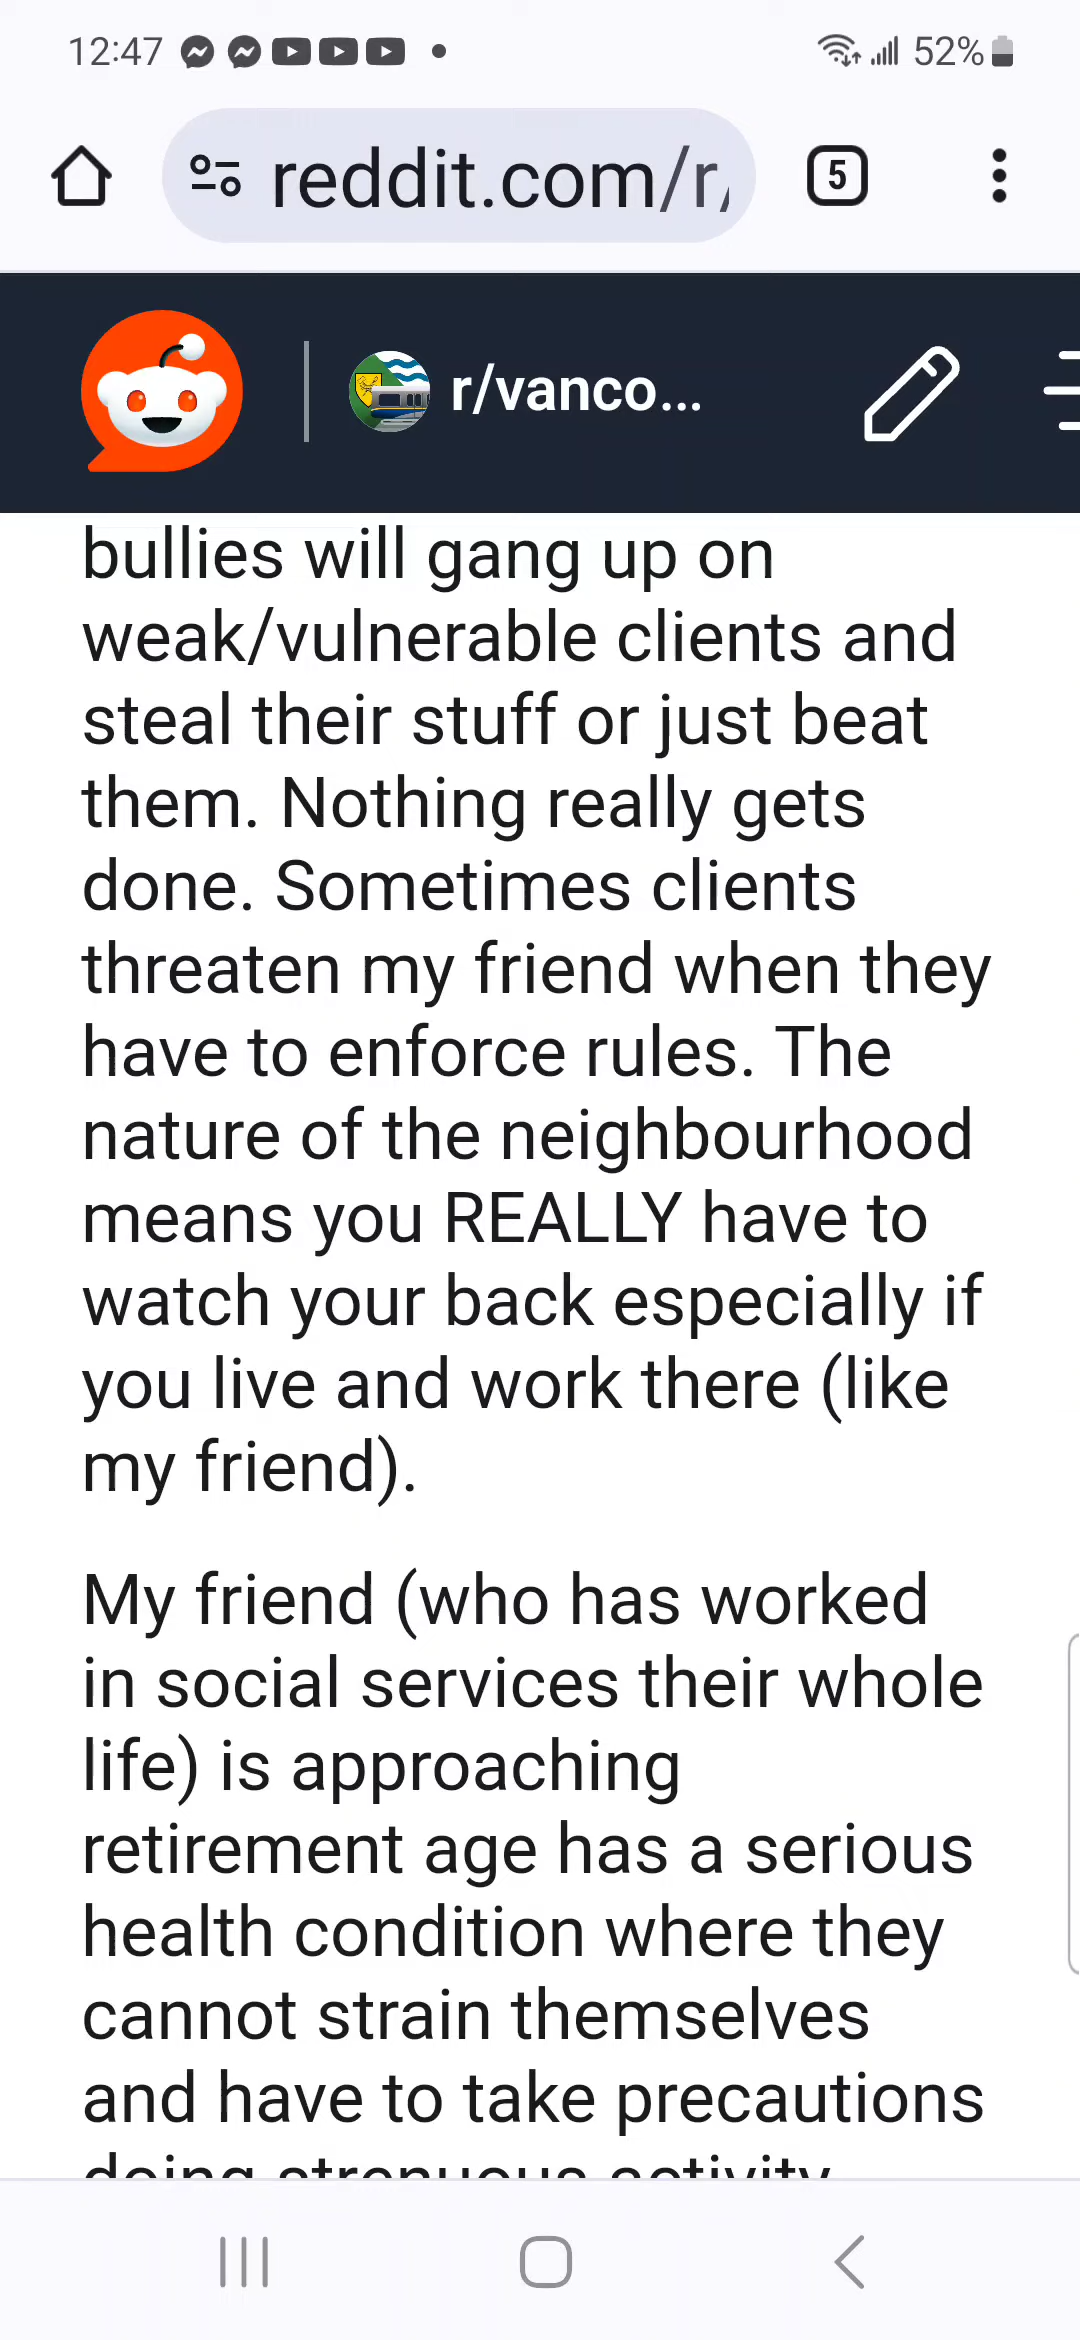 12:47
52%
reddit.com/r/
5
r/vanco...
bullies will gang up on
weak/vulnerable clients and
steal their stuff or just beat
them. Nothing really gets
done. Sometimes clients
threaten my friend when they
have to enforce rules. The
nature of the neighbourhood
means you REALLY have to
watch your back especially if
you live and work there (like
my friend).
My friend (who has worked
in social services their whole
life) is approaching
retirement age has a serious
health condition where they
cannot strain themselves
and have to take precautions
doing strenuous activity